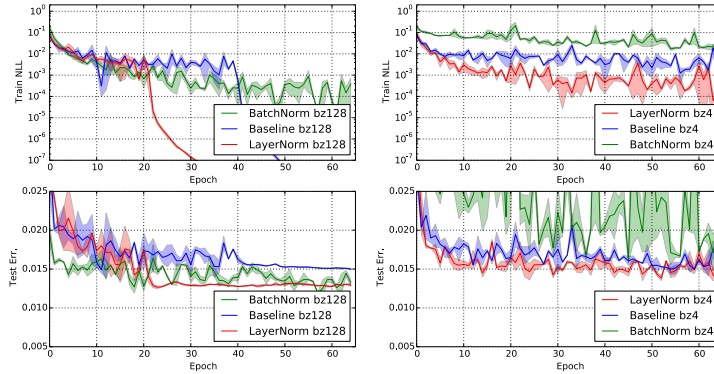 10^0
10^-1
10^-2
10^-3
10^-4
10^-5
10^-6
10^-7
Train NLL
BatchNorm bz128
Baseline bz128
LayerNorm bz128
0 10 20 30 40 50 60
Epoch
10^0
10^-1
10^-2
10^-3
10^-4
10^-5
10^-6
10^-7
Train NLL
LayerNorm bz4
Baseline bz4
BatchNorm bz4
0 10 20 30 40 50 60
Epoch
0.025
0.020
0.015
0.010
0.005
Test Err.
BatchNorm bz128
Baseline bz128
LayerNorm bz128
0 10 20 30 40 50 60
Epoch
0.025
0.020
0.015
0.010
0.005
Test Err.
LayerNorm bz4
Baseline bz4
BatchNorm bz4
0 10 20 30 40 50 60
Epoch